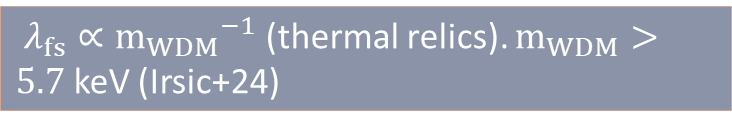 λ_fs ∝ m_WDM⁻¹ (thermal relics). m_WDM >
5.7 keV (Irsic+24)